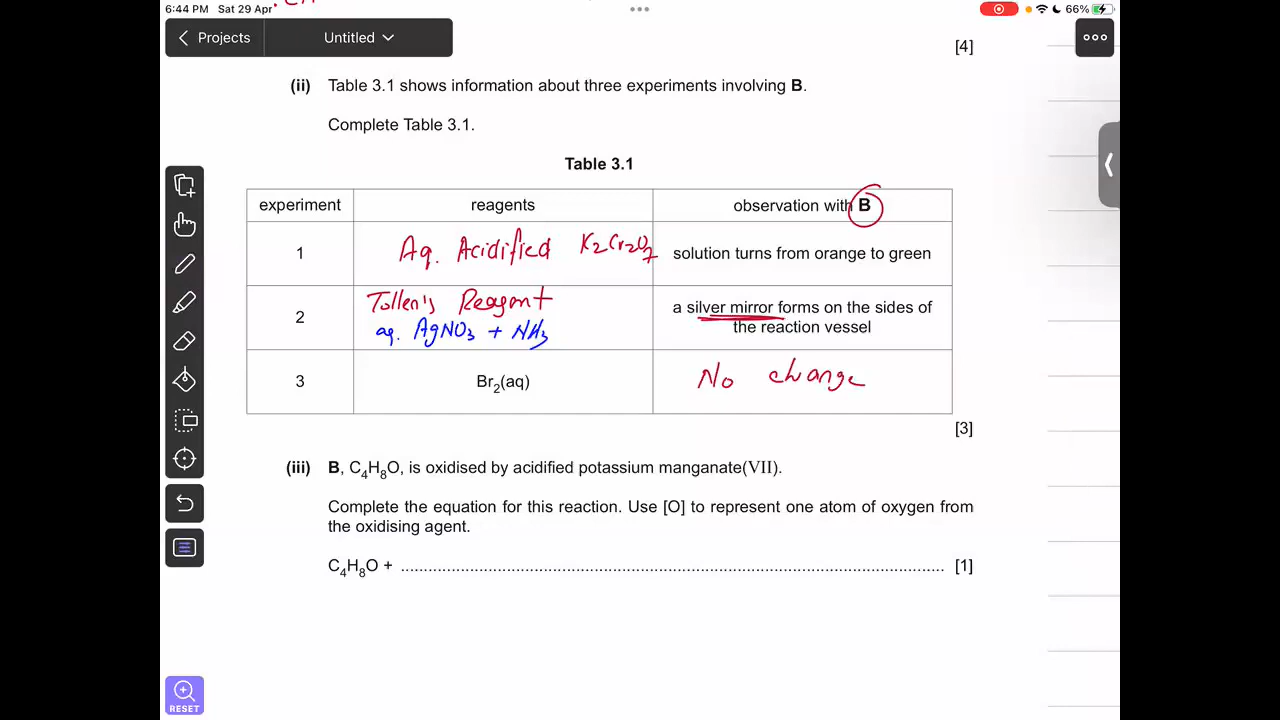 6:44 PM Sat 29 Apr
66%
Projects
Untitled
[4]
(ii) Table 3.1 shows information about three experiments involving B.
Complete Table 3.1.
Table 3.1
experiment reagents observation with B
1 Aq. Acidified K2Cr2O7 solution turns from orange to green
2 Tollen's Reagent aq. AgNO3 + NH3 a silver mirror forms on the sides of
the reaction vessel
3 Br2(aq) No change
[3]
(iii) B, C4H8O, is oxidised by acidified potassium manganate(VII).
Complete the equation for this reaction. Use [O] to represent one atom of oxygen from
the oxidising agent.
C4H8O + .................................................................................................................. [1]
RESET